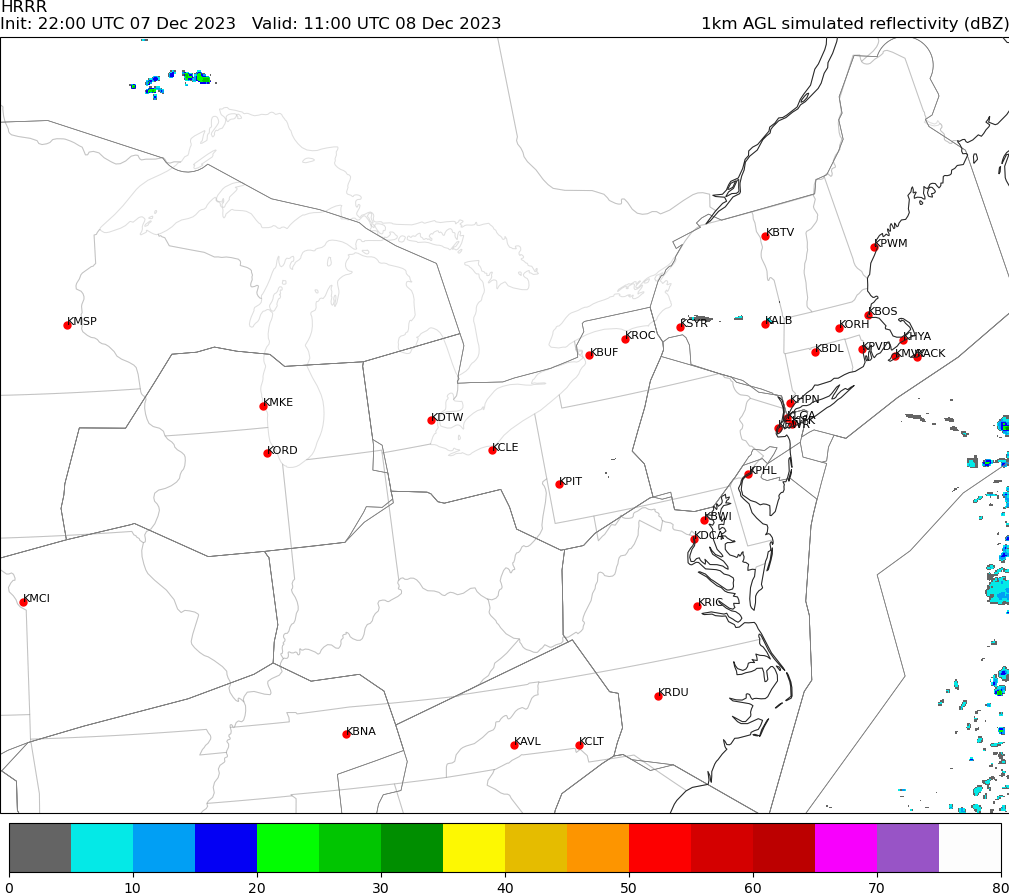 HRRR
Init: 22:00 UTC 07 Dec 2023 Valid: 11:00 UTC 08 Dec 2023 1km AGL simulated reflectivity (dBZ)
KBTV
KPWM
KMSP
KSYR
KALB
KBOS
KORH
KROC
KHYA
KBUF
KBDL
KPVD
KACK
KMKE
KHPN
KDTW
KLGA
KORD
KCLE
KPHL
KPIT
KBWI
KDCA
KMCI
KRIC
KRDU
KBNA
KAVL
KCLT
0 10 20 30 40 50 60 70 80